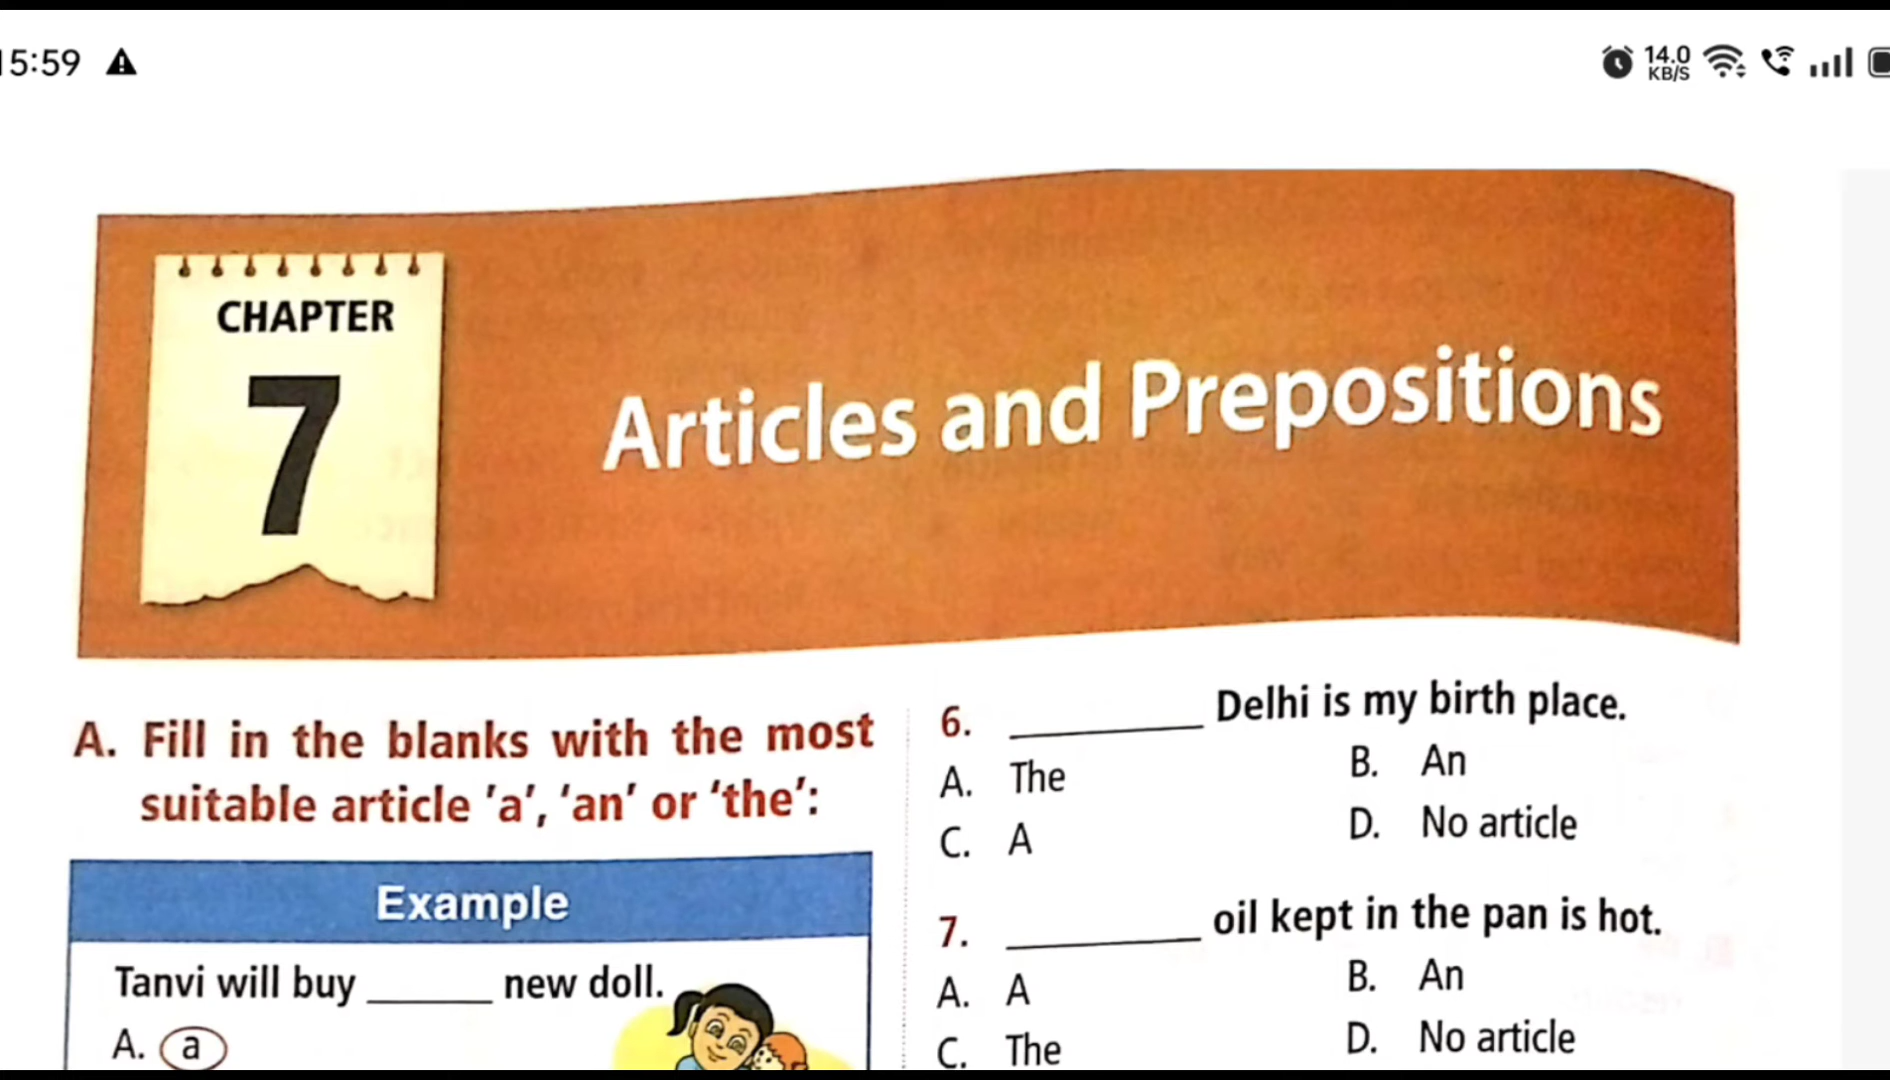 15:59
14.0
KB/S
CHAPTER
7
Articles and Prepositions
A. Fill in the blanks with the most
suitable article 'a', 'an' or 'the':
Example
Tanvi will buy ______ new doll.
A. a
6. _________ Delhi is my birth place.
A. The B. An
C. A D. No article
7. _________ oil kept in the pan is hot.
A. A B. An
C. The D. No article